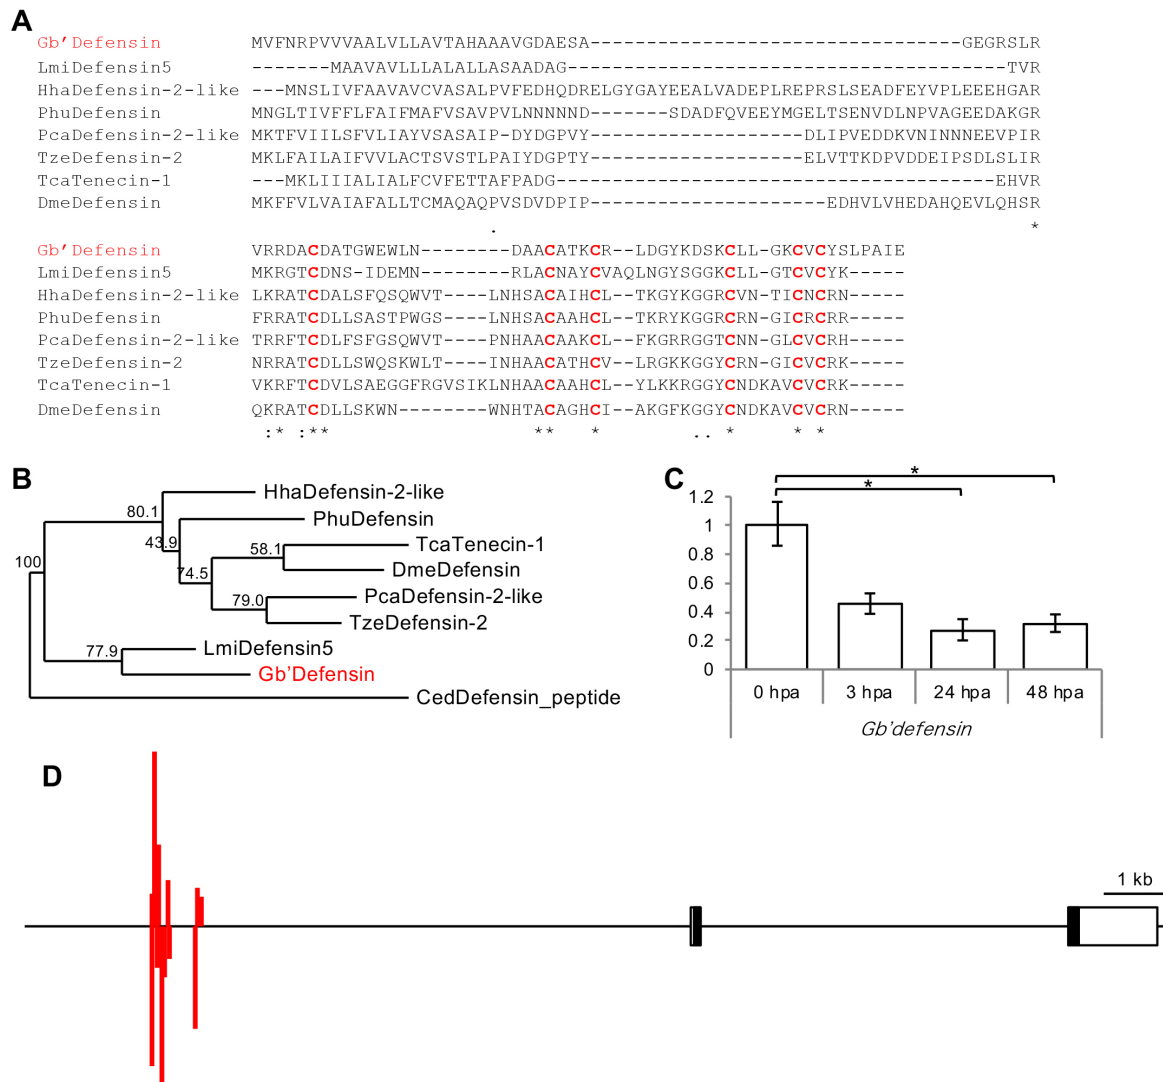 A
Gb'Defensin MVFNRPVVVAALVLLAVTAHAAAVGDAESA---------------------------------GEGRSLR
LmiDefensin5 -------MAAVAVLLLALALLASAADAG---------------------------------------TVR
HhaDefensin-2-like ---MNSLIVFAAVAVCVASALPVFEDHQDRELGYGAYEEALVADEPLREPRSLSEADFEYVPLEEEHGAR
PhuDefensin MNGLTIVFFLFAIFMAFVSAVPVLNNNNND-------SDADFQVEEYMGELTSENVDLNPVAGEEDAKGR
PcaDefensin-2-like MKTFVIILSFVLIAYVSASAIP-DYDGPVY-------------------DLIPVEDDKVNINNNEEVPIR
TzeDefensin-2 MKLFAILAIFVVLACTSVSTLPAIYDGPTY-------------------ELVTTKDPVDDEIPSDLSLIR
TcaTenecin-1 ---MKLIIIALIALFCVFETTAFPADG---------------------------------------EHVR
DmeDefensin MKFFVLVAIAFALLTCMAQAQPVSDVDPIP---------------------EDHVLVHEDAHQEVLQHSR
. *
Gb'Defensin VRRDACDATGWEWLN--------DAACATKCR--LDGYKDSKCLL-GKCVCYSLPAIE
LmiDefensin5 MKRGTCDNS-IDEMN--------RLACNAYCVAQLNGYSGGKCLL-GTCVCYK-----
HhaDefensin-2-like LKRATCDALSFQSQWVT----LNHSACAIHCL--TKGYKGGRCVN-TICNCRN-----
PhuDefensin FRRATCDLLSASTPWGS----LNHSACAAHCL--TKRYKGGRCRN-GICRCRR-----
PcaDefensin-2-like TRRFTCDLFSFGSQWVT----PNHAACAAKCL--FKGRRGGTCNN-GLCVCRH-----
TzeDefensin-2 NRRATCDLLSWQSKWLT----INHAACATHCV--LRGKKGGYCRN-GICVCRK-----
TcaTenecin-1 VKRFTCDVLSAEGGFRGVSIKLNHAACAAHCL--YLKKRGGYCNDKAVCVCRK-----
DmeDefensin QKRATCDLLSKWN--------WNHTACAGHCI--AKGFKGGYCNDKAVCVCRN-----
:* :** ** * .. * * *
B
HhaDefensin-2-like
80.1
PhuDefensin
43.9
TcaTenecin-1
58.1
DmeDefensin
100
74.5
PcaDefensin-2-like
79.0
TzeDefensin-2
77.9
LmiDefensin5
Gb'Defensin
CedDefensin_peptide
C
*
*
1.2
1
0.8
0.6
0.4
0.2
0
0 hpa 3 hpa 24 hpa 48 hpa
Gb'defensin
D
1 kb